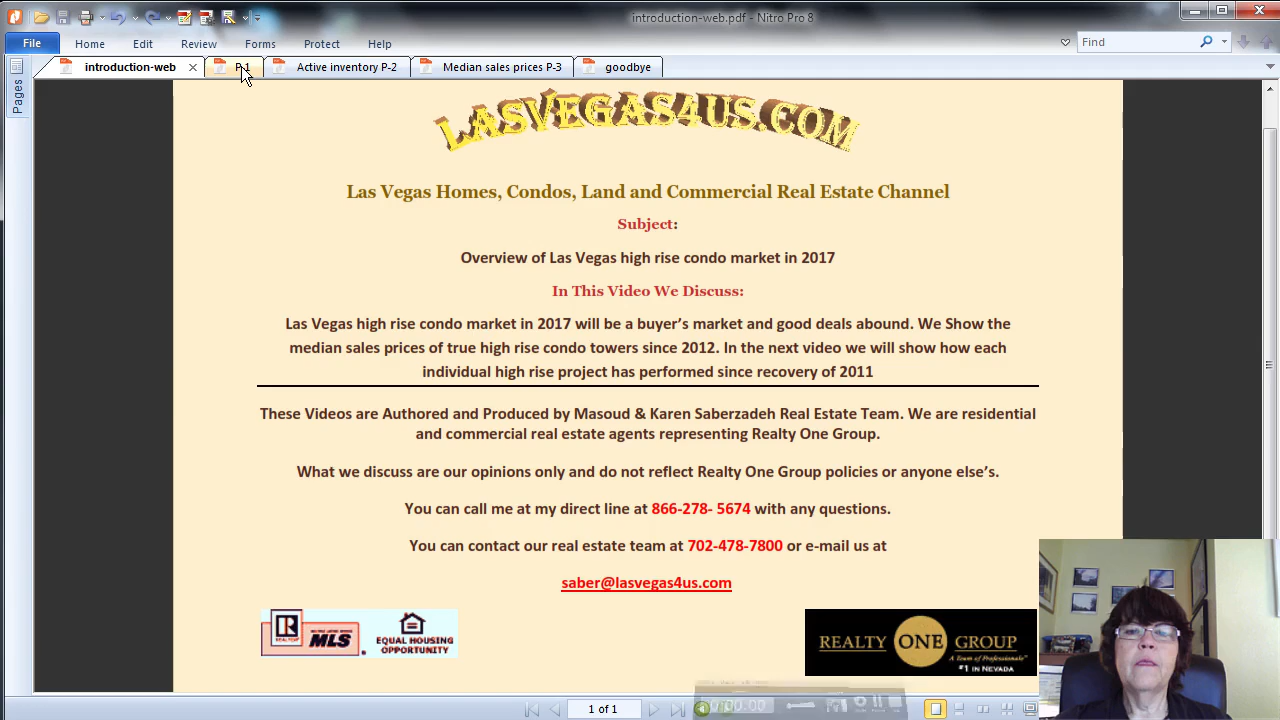 introduction-web.pdf - Nitro Pro 8
File Home Edit Review Forms Protect Help Find
introduction-web P-1 Active inventory P-2 Median sales prices P-3 goodbye
Pages
LASVEGAS4US.COM
Las Vegas Homes, Condos, Land and Commercial Real Estate Channel
Subject:
Overview of Las Vegas high rise condo market in 2017
In This Video We Discuss:
Las Vegas high rise condo market in 2017 will be a buyer's market and good deals abound. We Show the
median sales prices of true high rise condo towers since 2012. In the next video we will show how each
individual high rise project has performed since recovery of 2011
These Videos are Authored and Produced by Masoud & Karen Saberzadeh Real Estate Team. We are residential
and commercial real estate agents representing Realty One Group.
What we discuss are our opinions only and do not reflect Realty One Group policies or anyone else's.
You can call me at my direct line at 866-278- 5674 with any questions.
You can contact our real estate team at 702-478-7800 or e-mail us at
saber@lasvegas4us.com
R
REALTOR
MLS
EQUAL HOUSING
OPPORTUNITY
REALTY ONE GROUP
A Team of Professionals
#1 IN NEVADA
1 of 1